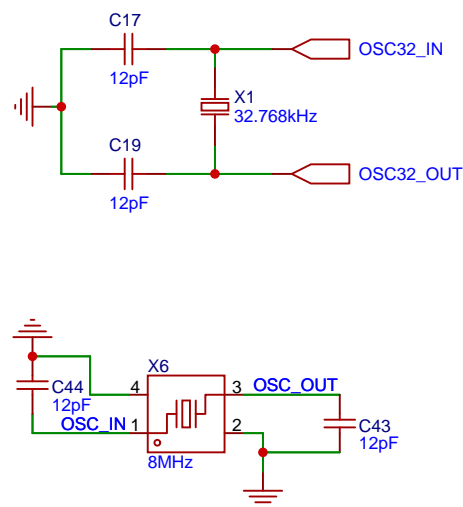 C17
12pF
OSC32_IN
X1
32.768kHz
C19
12pF
OSC32_OUT
X6
C44
12pF
4
3
OSC_OUT
OSC_IN
1
2
C43
12pF
8MHz